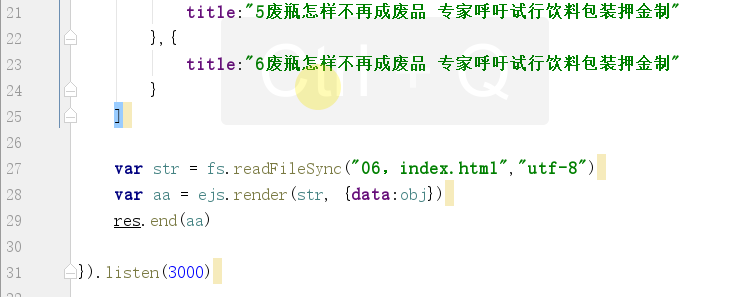 21 title:"5废瓶怎样不再成废品 专家呼吁试行饮料包装押金制"
22 },{
23 title:"6废瓶怎样不再成废品 专家呼吁试行饮料包装押金制"
24 }
25 ]
26
27 var str = fs.readFileSync("06，index.html","utf-8")
28 var aa = ejs.render(str, {data:obj})
29 res.end(aa)
30
31 }).listen(3000)
Ctrl + Q